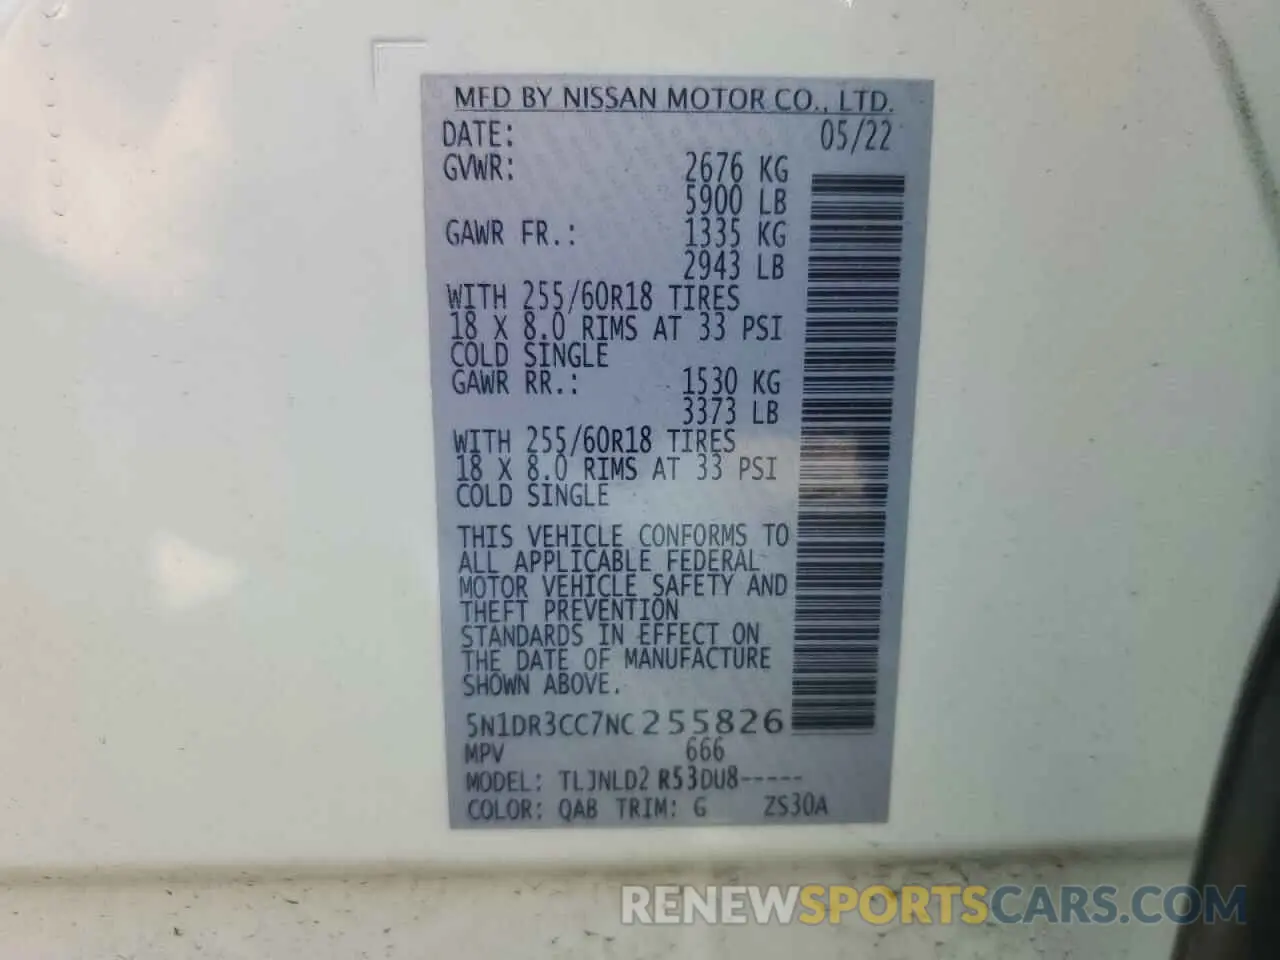 MFD BY NISSAN MOTOR CO., LTD.
DATE: 05/22
GVWR: 2676 KG
5900 LB
GAWR FR.: 1335 KG
2943 LB
WITH 255/60R18 TIRES
18 X 8.0 RIMS AT 33 PSI
COLD SINGLE
GAWR RR.: 1530 KG
3373 LB
WITH 255/60R18 TIRES
18 X 8.0 RIMS AT 33 PSI
COLD SINGLE
THIS VEHICLE CONFORMS TO
ALL APPLICABLE FEDERAL
MOTOR VEHICLE SAFETY AND
THEFT PREVENTION
STANDARDS IN EFFECT ON
THE DATE OF MANUFACTURE
SHOWN ABOVE.
5N1DR3CC7NC255826
MPV 666
MODEL: TLJNLD2 R53DU8-----
COLOR: QAB TRIM: G ZS30A
RENEWSPORTSCARS.COM